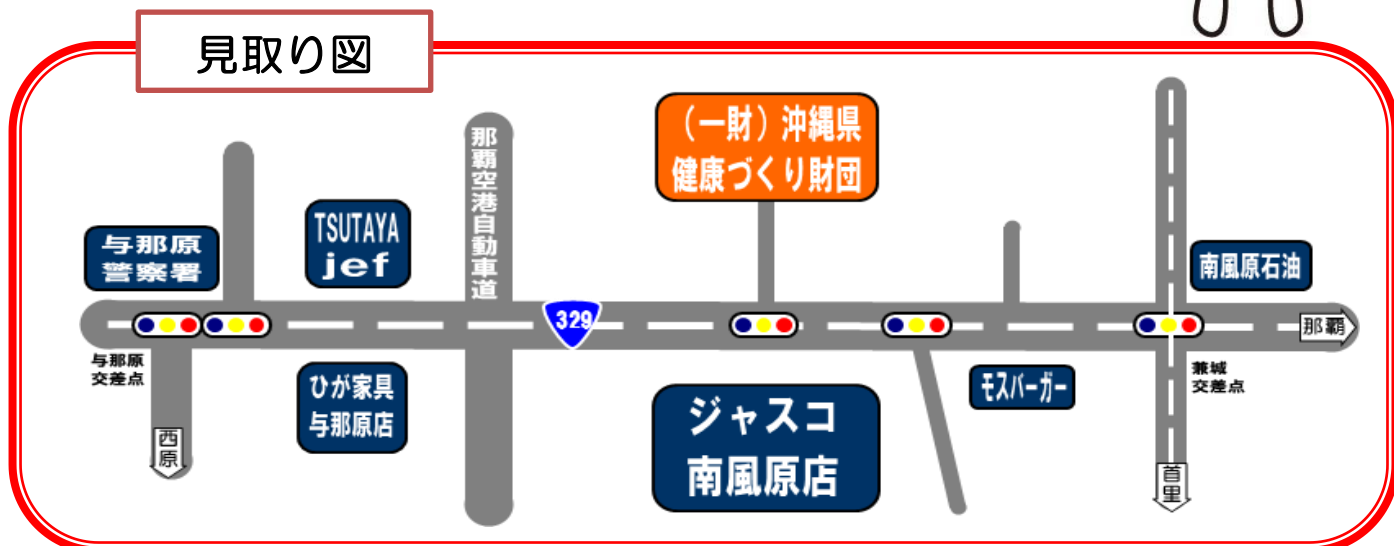 見取り図
(一財)沖縄県
健康づくり財団
那覇空港自動車道
TSUTAYA
jef
与那原
警察署
南風原石油
329
那覇
与那原
交差点
兼城
交差点
ひが家具
与那原店
モスバーガー
ジャスコ
南風原店
西原
首里